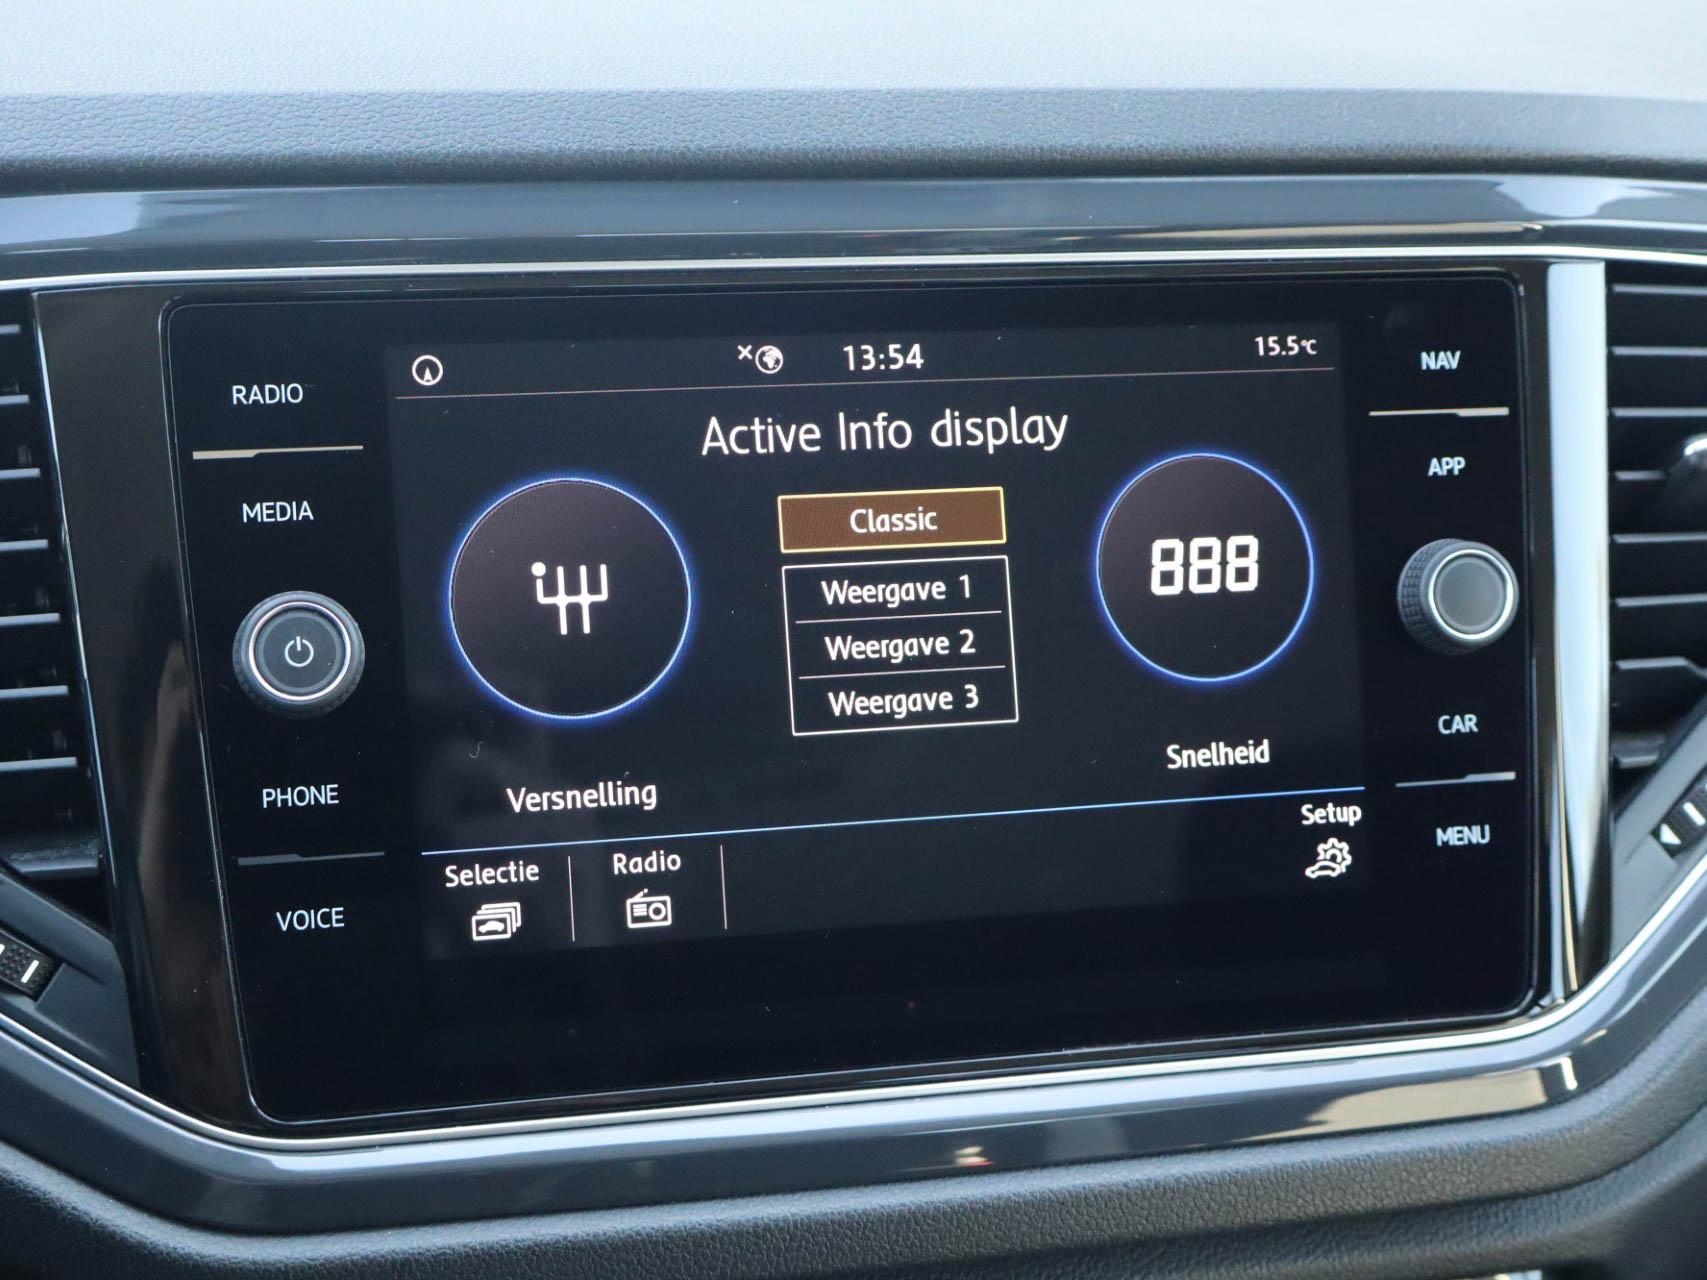 RADIO
MEDIA
PHONE
VOICE
13:54
15.5°C
Active Info display
Classic
Weergave 1
Weergave 2
Weergave 3
888
Versnelling
Snelheid
Selectie
Radio
Setup
NAV
APP
CAR
MENU